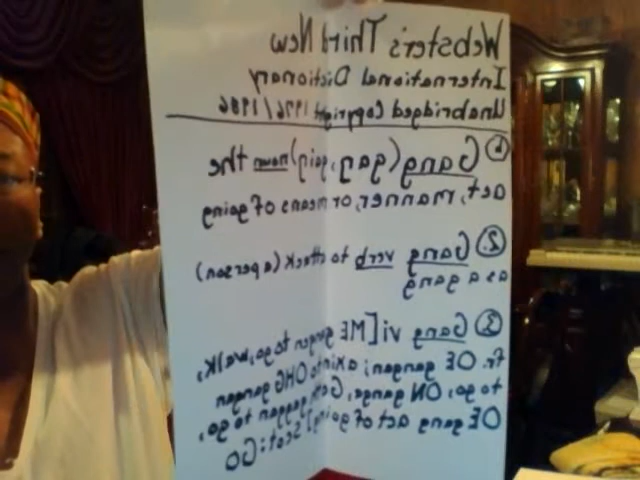 Webster's Third New
International Dictionary
Unabridged Copyright 1976/1986
1. Gang (gaŋ, gaiŋ) noun the
act, manner, or means of going
2. Gang verb to attack (a person)
as a gang
3. Gang vi [ME gangen to go, walk,
fr. OE gangan; akin to OHG gangan
to go, ON ganga, Goth gaggan to go,
OE gang act of going] Scot: GO